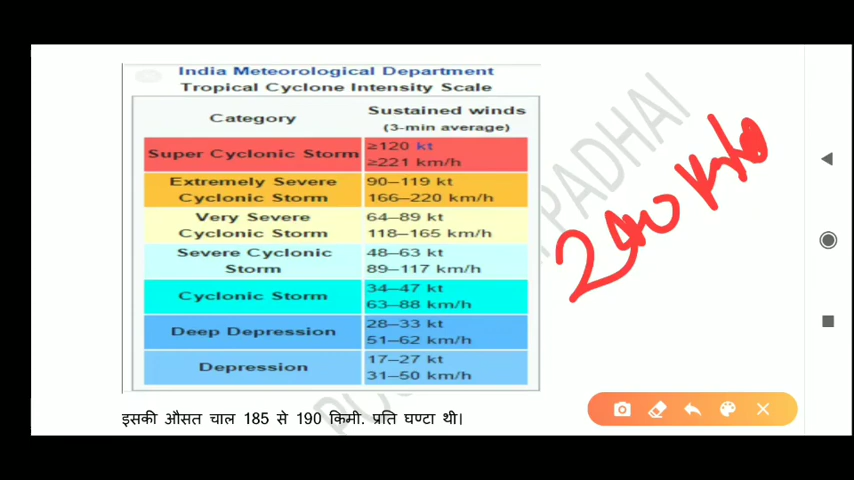 India Meteorological Department
Tropical Cyclone Intensity Scale
Category
Sustained winds
(3-min average)
Super Cyclonic Storm
≥120 kt
≥221 km/h
Extremely Severe
Cyclonic Storm
90–119 kt
166–220 km/h
Very Severe
Cyclonic Storm
64–89 kt
118–165 km/h
Severe Cyclonic
Storm
48–63 kt
89–117 km/h
Cyclonic Storm
34–47 kt
63–88 km/h
Deep Depression
28–33 kt
51–62 km/h
Depression
17–27 kt
31–50 km/h
इसकी औसत चाल 185 से 190 किमी. प्रति घण्टा थी।
PADHAI
240